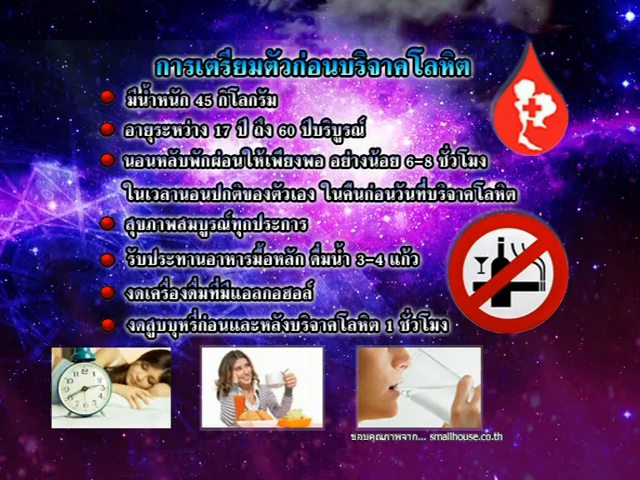 การเตรียมตัวก่อนบริจาคโลหิต
มีน้ำหนัก 45 กิโลกรัม
อายุระหว่าง 17 ปี ถึง 60 ปีบริบูรณ์
นอนหลับพักผ่อนให้เพียงพอ อย่างน้อย 6-8 ชั่วโมง
ในเวลานอนปกติของตัวเอง ในคืนก่อนวันที่บริจาคโลหิต
สุขภาพสมบูรณ์ทุกประการ
รับประทานอาหารมื้อหลัก ดื่มน้ำ 3-4 แก้ว
งดเครื่องดื่มที่มีแอลกอฮอล์
งดสูบบุหรี่ก่อนและหลังบริจาคโลหิต 1 ชั่วโมง
ขอบคุณภาพจาก... smallhouse.co.th